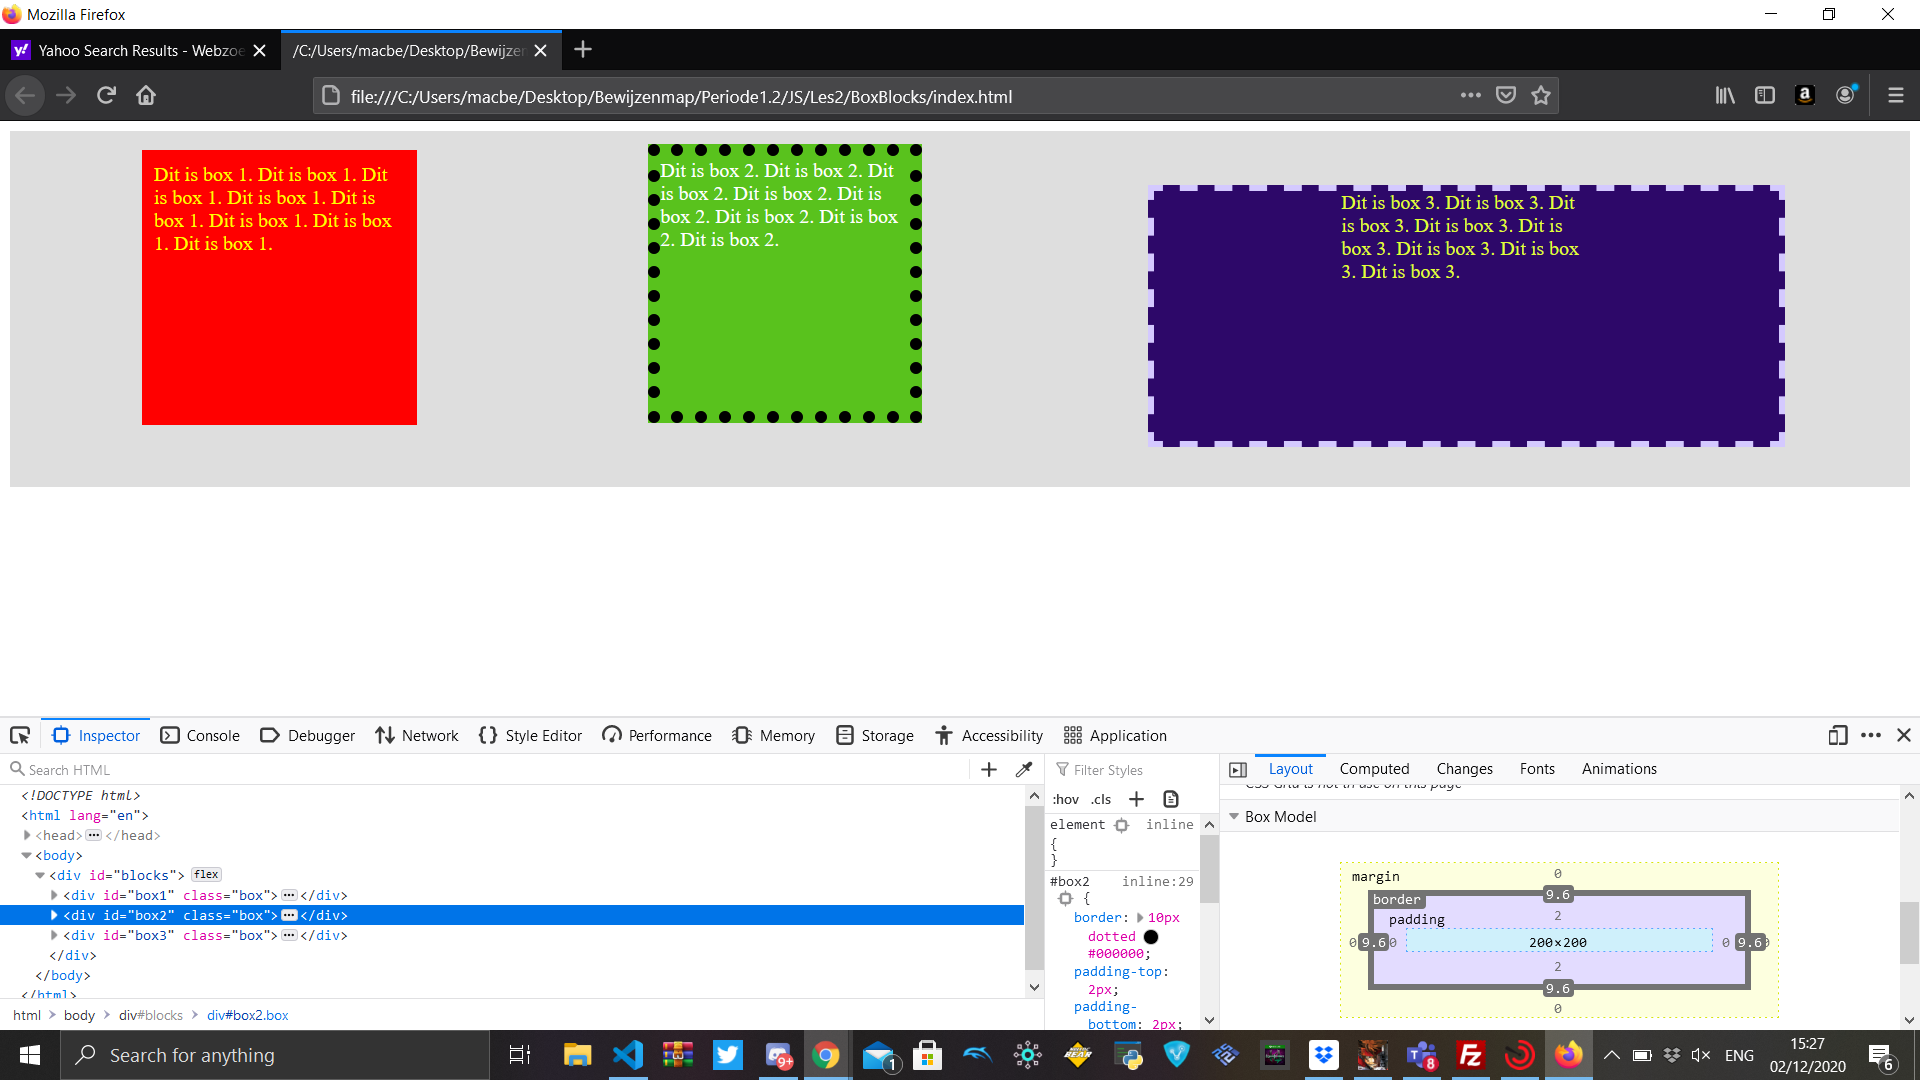 Mozilla Firefox
Yahoo Search Results - Webzoe
/C:/Users/macbe/Desktop/Bewijzen
file:///C:/Users/macbe/Desktop/Bewijzenmap/Periode1.2/JS/Les2/BoxBlocks/index.html
Dit is box 1. Dit is box 1. Dit
is box 1. Dit is box 1. Dit is
box 1. Dit is box 1. Dit is box
1. Dit is box 1.
Dit is box 2. Dit is box 2. Dit
is box 2. Dit is box 2. Dit is
box 2. Dit is box 2. Dit is box
2. Dit is box 2.
Dit is box 3. Dit is box 3. Dit
is box 3. Dit is box 3. Dit is
box 3. Dit is box 3. Dit is box
3. Dit is box 3.
Inspector Console Debugger Network Style Editor Performance Memory Storage Accessibility Application
Search HTML
<!DOCTYPE html>
<html lang="en">
<head></head>
<body>
<div id="blocks"> flex
<div id="box1" class="box"></div>
<div id="box2" class="box"></div>
<div id="box3" class="box"></div>
</div>
</body>
</html>
html > body > div#blocks > div#box2.box
Filter Styles
:hov .cls
element inline
{
}
#box2 inline:29
{
border: 10px
dotted
#000000;
padding-top:
2px;
padding-
bottom: 2px;
Layout Computed Changes Fonts Animations
CSS Grid is not in use on this page
Box Model
margin 0
border 9.6
padding 2
0 9.6 0 200×200 0 9.6 0
2
9.6
0
Search for anything
9+
1
8
ENG
15:27
02/12/2020
6